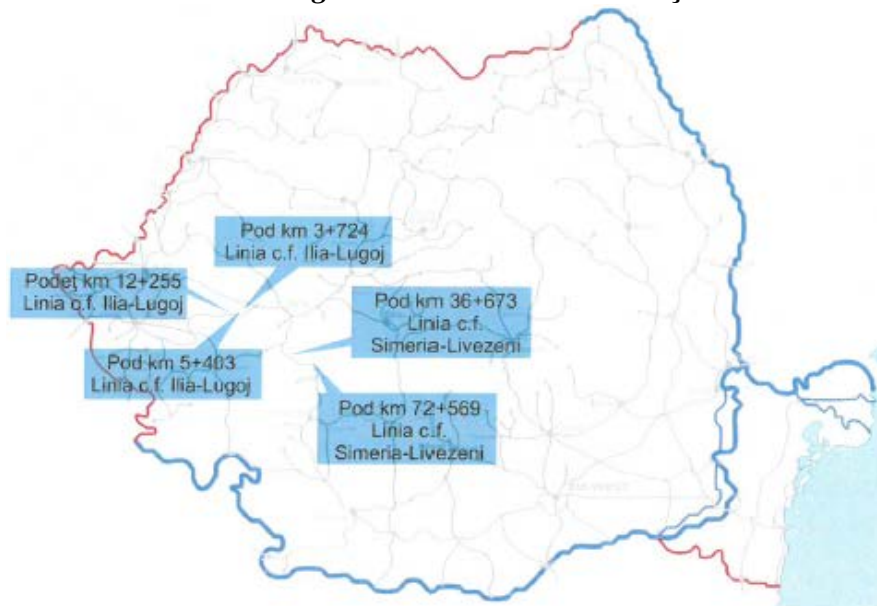 Pod km 3+724
Linia c.f. Ilia-Lugoj
Podeț km 12+255
Linia c.f. Ilia-Lugoj
Pod km 36+673
Linia c.f.
Simeria-Livezeni
Pod km 5+403
Linia c.f. Ilia-Lugoj
Pod km 72+569
Linia c.f.
Simeria-Livezeni